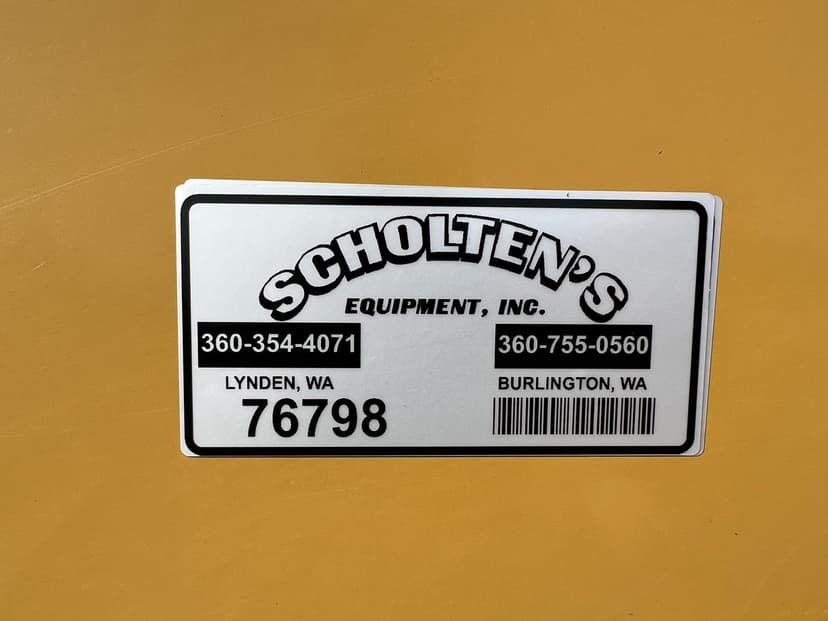 SCHOLTEN'S
EQUIPMENT, INC.
360-354-4071 360-755-0560
LYNDEN, WA BURLINGTON, WA
76798